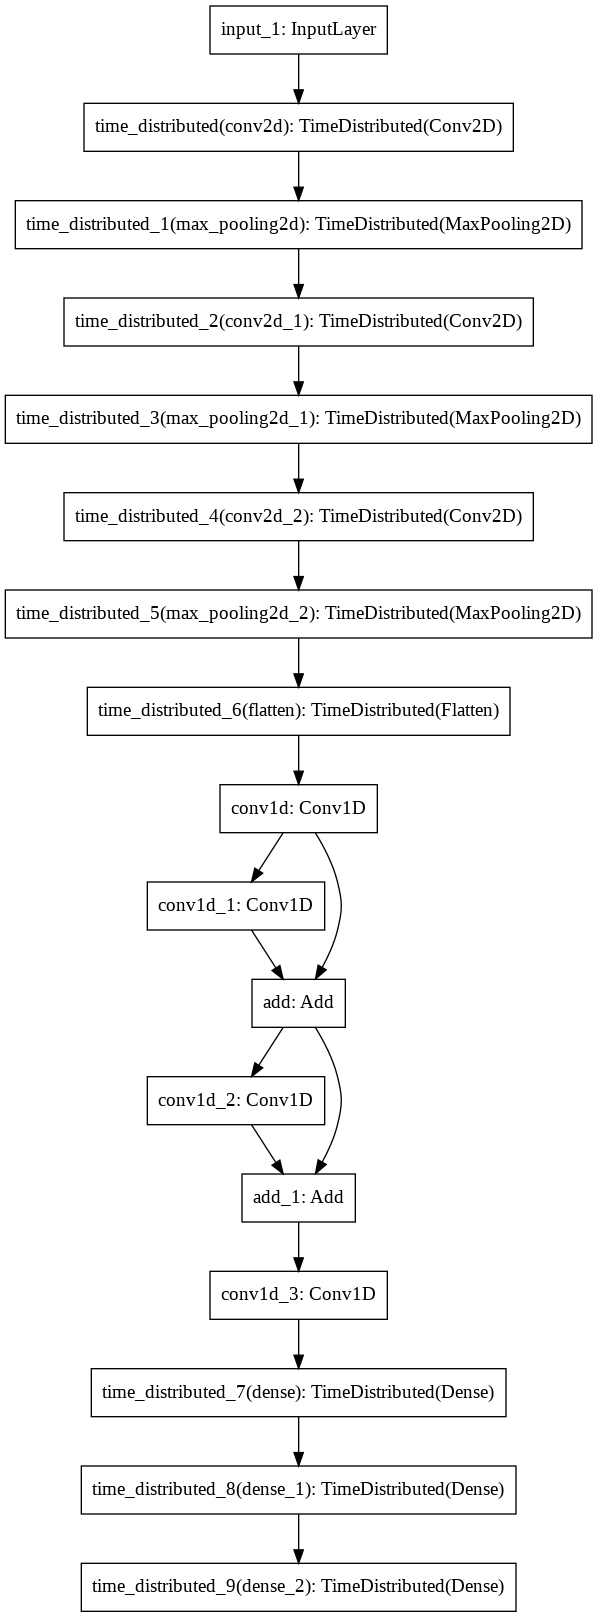 input_1: InputLayer
time_distributed(conv2d): TimeDistributed(Conv2D)
time_distributed_1(max_pooling2d): TimeDistributed(MaxPooling2D)
time_distributed_2(conv2d_1): TimeDistributed(Conv2D)
time_distributed_3(max_pooling2d_1): TimeDistributed(MaxPooling2D)
time_distributed_4(conv2d_2): TimeDistributed(Conv2D)
time_distributed_5(max_pooling2d_2): TimeDistributed(MaxPooling2D)
time_distributed_6(flatten): TimeDistributed(Flatten)
conv1d: Conv1D
conv1d_1: Conv1D
add: Add
conv1d_2: Conv1D
add_1: Add
conv1d_3: Conv1D
time_distributed_7(dense): TimeDistributed(Dense)
time_distributed_8(dense_1): TimeDistributed(Dense)
time_distributed_9(dense_2): TimeDistributed(Dense)